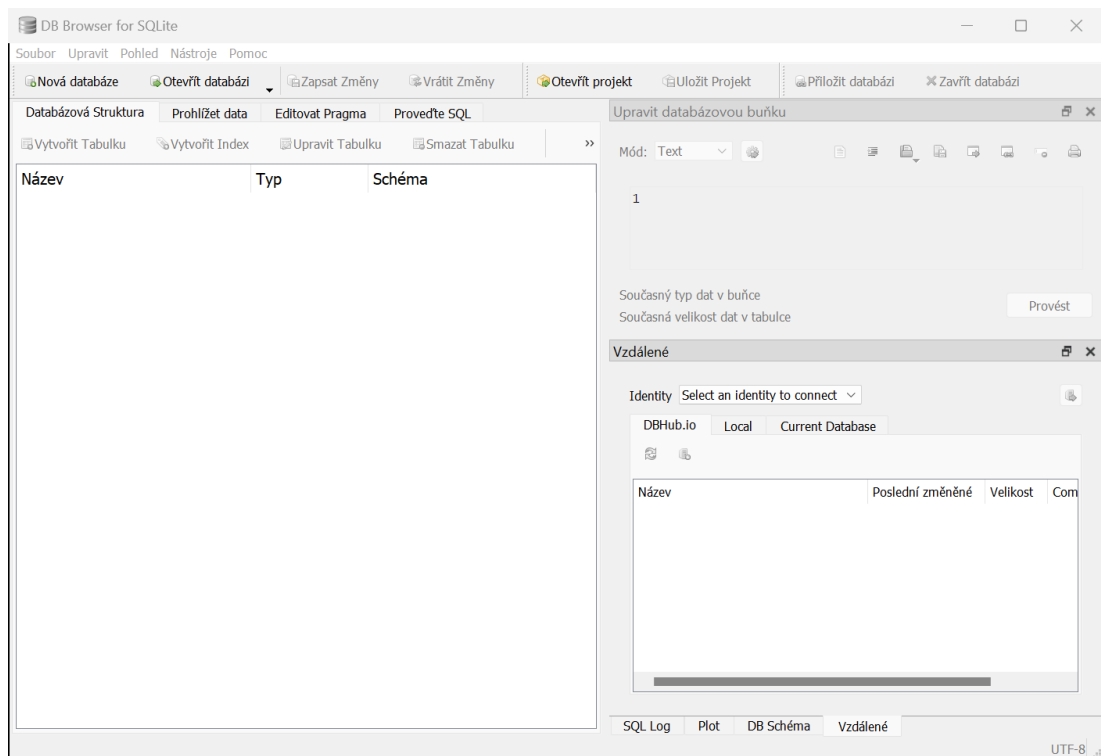 DB Browser for SQLite
Soubor Upravit Pohled Nástroje Pomoc
Nová databáze Otevřít databázi Zapsat Změny Vrátit Změny Otevřít projekt Uložit Projekt Přiložit databázi Zavřít databázi
Databázová Struktura Prohlížet data Editovat Pragma Proveďte SQL
Vytvořit Tabulku Vytvořit Index Upravit Tabulku Smazat Tabulku »
Název Typ Schéma
Upravit databázovou buňku
Mód: Text
1
Současný typ dat v buňce
Současná velikost dat v tabulce
Provést
Vzdálené
Identity Select an identity to connect
DBHub.io Local Current Database
Název Poslední změněné Velikost Com
SQL Log Plot DB Schéma Vzdálené
UTF-8